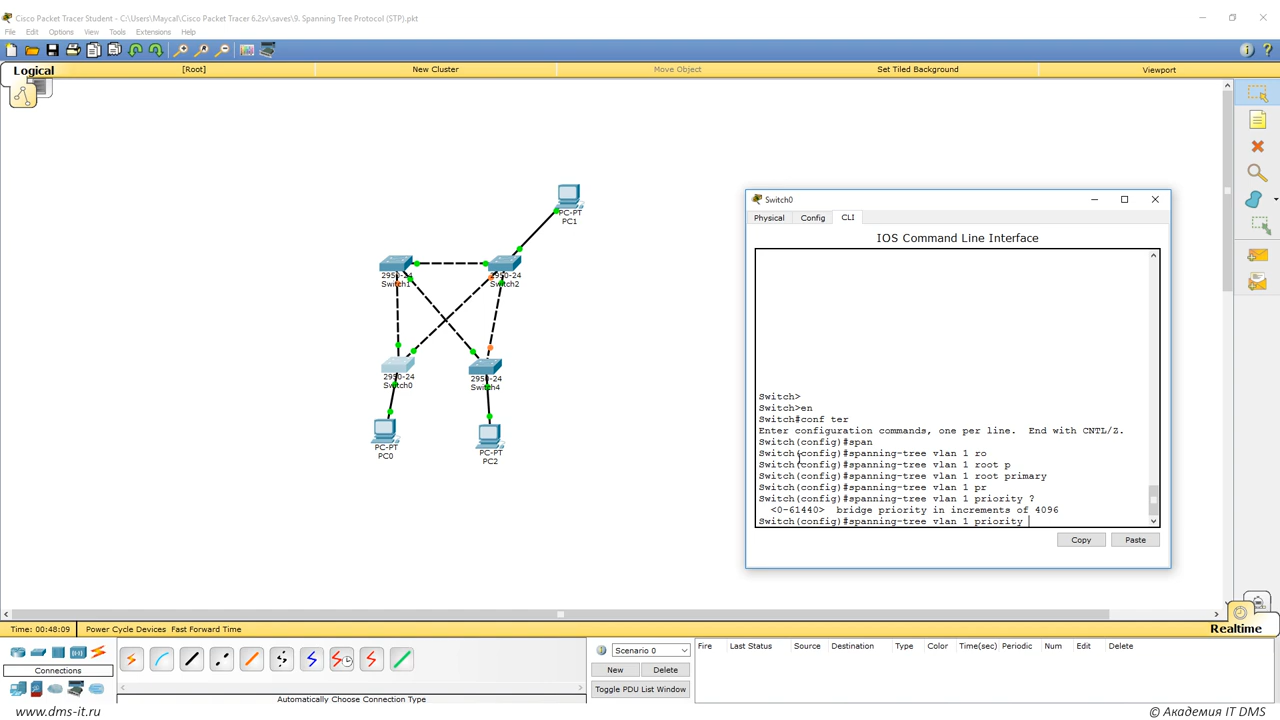 Cisco Packet Tracer Student - C:\Users\Maycal\Cisco Packet Tracer 6.2sv\saves\9. Spanning Tree Protocol (STP).pkt
File Edit Options View Tools Extensions Help
Logical [Root] New Cluster Move Object Set Tiled Background Viewport
PC-PT
PC1
2950-24
Switch1
2950-24
Switch2
2950-24
Switch0
2950-24
Switch4
PC-PT
PC0
PC-PT
PC2
Switch0
Physical Config CLI
IOS Command Line Interface
Switch>
Switch>en
Switch#conf ter
Enter configuration commands, one per line. End with CNTL/Z.
Switch(config)#span
Switch(config)#spanning-tree vlan 1 ro
Switch(config)#spanning-tree vlan 1 root p
Switch(config)#spanning-tree vlan 1 root primary
Switch(config)#spanning-tree vlan 1 pr
Switch(config)#spanning-tree vlan 1 priority ?
<0-61440> bridge priority in increments of 4096
Switch(config)#spanning-tree vlan 1 priority
Copy Paste
Time: 00:48:09 Power Cycle Devices Fast Forward Time Realtime
Connections
Automatically Choose Connection Type
Scenario 0
New Delete
Toggle PDU List Window
Fire Last Status Source Destination Type Color Time(sec) Periodic Num Edit Delete
www.dms-it.ru
© Академия IT DMS